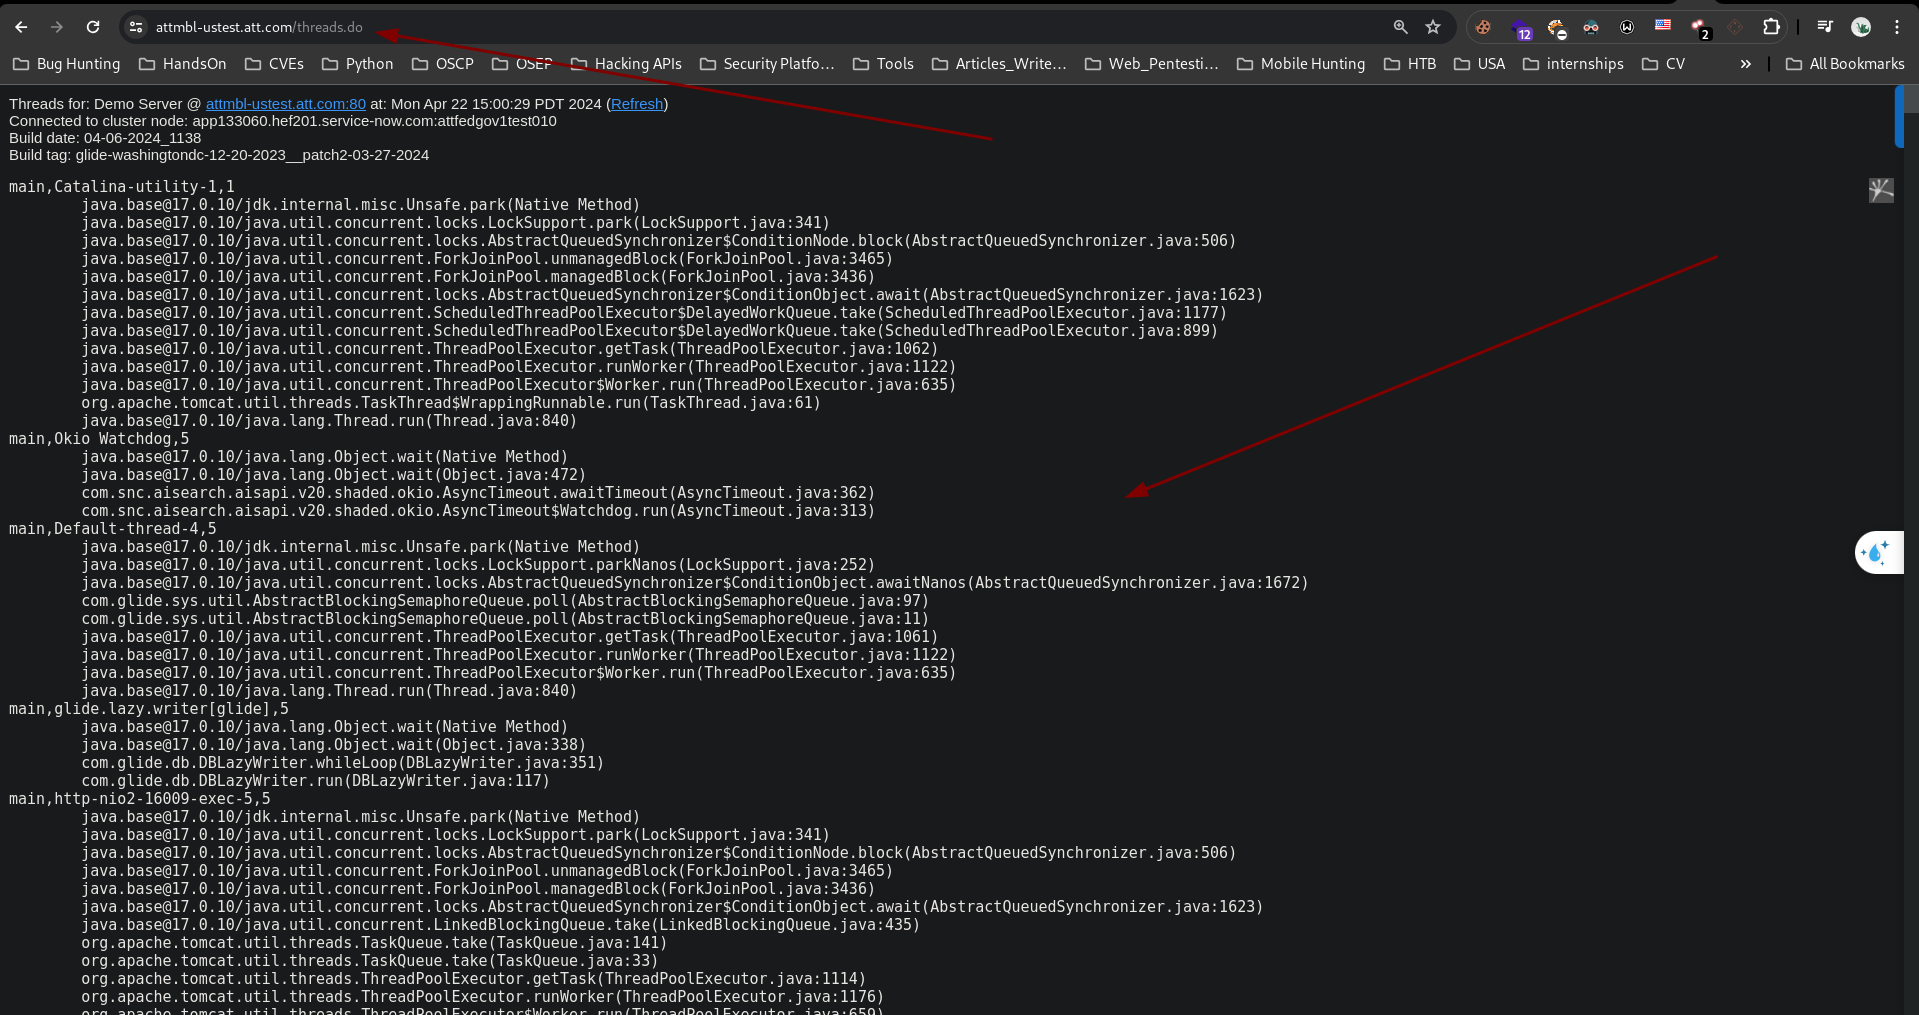 attmbl-ustest.att.com/threads.do
12
2
Bug Hunting HandsOn CVEs Python OSCP OSEP Hacking APIs Security Platfo... Tools Articles_Write... Web_Pentesti... Mobile Hunting HTB USA internships CV » All Bookmarks
Threads for: Demo Server @ attmbl-ustest.att.com:80 at: Mon Apr 22 15:00:29 PDT 2024 (Refresh)
Connected to cluster node: app133060.hef201.service-now.com:attfedgov1test010
Build date: 04-06-2024_1138
Build tag: glide-washingtondc-12-20-2023__patch2-03-27-2024
main,Catalina-utility-1,1
java.base@17.0.10/jdk.internal.misc.Unsafe.park(Native Method)
java.base@17.0.10/java.util.concurrent.locks.LockSupport.park(LockSupport.java:341)
java.base@17.0.10/java.util.concurrent.locks.AbstractQueuedSynchronizer$ConditionNode.block(AbstractQueuedSynchronizer.java:506)
java.base@17.0.10/java.util.concurrent.ForkJoinPool.unmanagedBlock(ForkJoinPool.java:3465)
java.base@17.0.10/java.util.concurrent.ForkJoinPool.managedBlock(ForkJoinPool.java:3436)
java.base@17.0.10/java.util.concurrent.locks.AbstractQueuedSynchronizer$ConditionObject.await(AbstractQueuedSynchronizer.java:1623)
java.base@17.0.10/java.util.concurrent.ScheduledThreadPoolExecutor$DelayedWorkQueue.take(ScheduledThreadPoolExecutor.java:1177)
java.base@17.0.10/java.util.concurrent.ScheduledThreadPoolExecutor$DelayedWorkQueue.take(ScheduledThreadPoolExecutor.java:899)
java.base@17.0.10/java.util.concurrent.ThreadPoolExecutor.getTask(ThreadPoolExecutor.java:1062)
java.base@17.0.10/java.util.concurrent.ThreadPoolExecutor.runWorker(ThreadPoolExecutor.java:1122)
java.base@17.0.10/java.util.concurrent.ThreadPoolExecutor$Worker.run(ThreadPoolExecutor.java:635)
org.apache.tomcat.util.threads.TaskThread$WrappingRunnable.run(TaskThread.java:61)
java.base@17.0.10/java.lang.Thread.run(Thread.java:840)
main,Okio Watchdog,5
java.base@17.0.10/java.lang.Object.wait(Native Method)
java.base@17.0.10/java.lang.Object.wait(Object.java:472)
com.snc.aisearch.aisapi.v20.shaded.okio.AsyncTimeout.awaitTimeout(AsyncTimeout.java:362)
com.snc.aisearch.aisapi.v20.shaded.okio.AsyncTimeout$Watchdog.run(AsyncTimeout.java:313)
main,Default-thread-4,5
java.base@17.0.10/jdk.internal.misc.Unsafe.park(Native Method)
java.base@17.0.10/java.util.concurrent.locks.LockSupport.parkNanos(LockSupport.java:252)
java.base@17.0.10/java.util.concurrent.locks.AbstractQueuedSynchronizer$ConditionObject.awaitNanos(AbstractQueuedSynchronizer.java:1672)
com.glide.sys.util.AbstractBlockingSemaphoreQueue.poll(AbstractBlockingSemaphoreQueue.java:97)
com.glide.sys.util.AbstractBlockingSemaphoreQueue.poll(AbstractBlockingSemaphoreQueue.java:11)
java.base@17.0.10/java.util.concurrent.ThreadPoolExecutor.getTask(ThreadPoolExecutor.java:1061)
java.base@17.0.10/java.util.concurrent.ThreadPoolExecutor.runWorker(ThreadPoolExecutor.java:1122)
java.base@17.0.10/java.util.concurrent.ThreadPoolExecutor$Worker.run(ThreadPoolExecutor.java:635)
java.base@17.0.10/java.lang.Thread.run(Thread.java:840)
main,glide.lazy.writer[glide],5
java.base@17.0.10/java.lang.Object.wait(Native Method)
java.base@17.0.10/java.lang.Object.wait(Object.java:338)
com.glide.db.DBLazyWriter.whileLoop(DBLazyWriter.java:351)
com.glide.db.DBLazyWriter.run(DBLazyWriter.java:117)
main,http-nio2-16009-exec-5,5
java.base@17.0.10/jdk.internal.misc.Unsafe.park(Native Method)
java.base@17.0.10/java.util.concurrent.locks.LockSupport.park(LockSupport.java:341)
java.base@17.0.10/java.util.concurrent.locks.AbstractQueuedSynchronizer$ConditionNode.block(AbstractQueuedSynchronizer.java:506)
java.base@17.0.10/java.util.concurrent.ForkJoinPool.unmanagedBlock(ForkJoinPool.java:3465)
java.base@17.0.10/java.util.concurrent.ForkJoinPool.managedBlock(ForkJoinPool.java:3436)
java.base@17.0.10/java.util.concurrent.locks.AbstractQueuedSynchronizer$ConditionObject.await(AbstractQueuedSynchronizer.java:1623)
java.base@17.0.10/java.util.concurrent.LinkedBlockingQueue.take(LinkedBlockingQueue.java:435)
org.apache.tomcat.util.threads.TaskQueue.take(TaskQueue.java:141)
org.apache.tomcat.util.threads.TaskQueue.take(TaskQueue.java:33)
org.apache.tomcat.util.threads.ThreadPoolExecutor.getTask(ThreadPoolExecutor.java:1114)
org.apache.tomcat.util.threads.ThreadPoolExecutor.runWorker(ThreadPoolExecutor.java:1176)
org.apache.tomcat.util.threads.ThreadPoolExecutor$Worker.run(ThreadPoolExecutor.java:659)